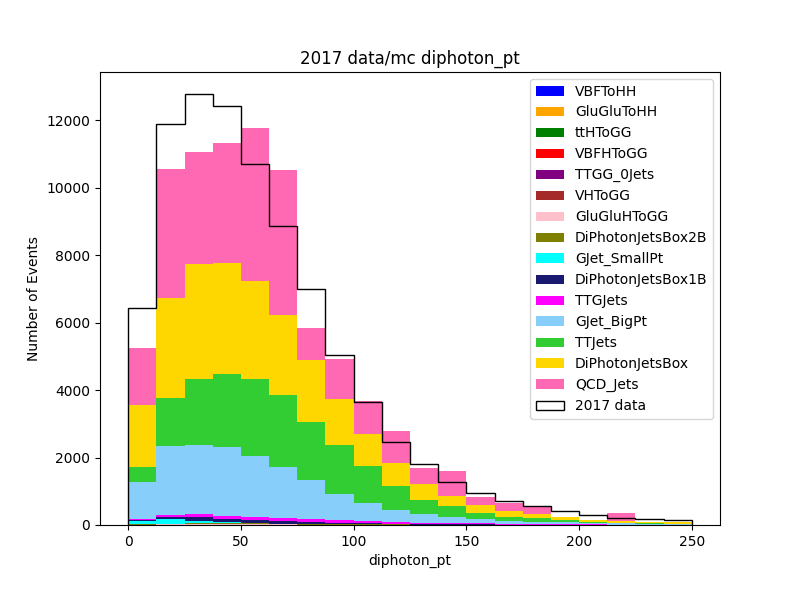 2017 data/mc diphoton_pt
Number of Events
12000
10000
8000
6000
4000
2000
0
0
50
100
150
200
250
diphoton_pt
VBFToHH
GluGluToHH
ttHToGG
VBFHToGG
TTGG_0Jets
VHToGG
GluGluHToGG
DiPhotonJetsBox2B
GJet_SmallPt
DiPhotonJetsBox1B
TTGJets
GJet_BigPt
TTJets
DiPhotonJetsBox
QCD_Jets
2017 data